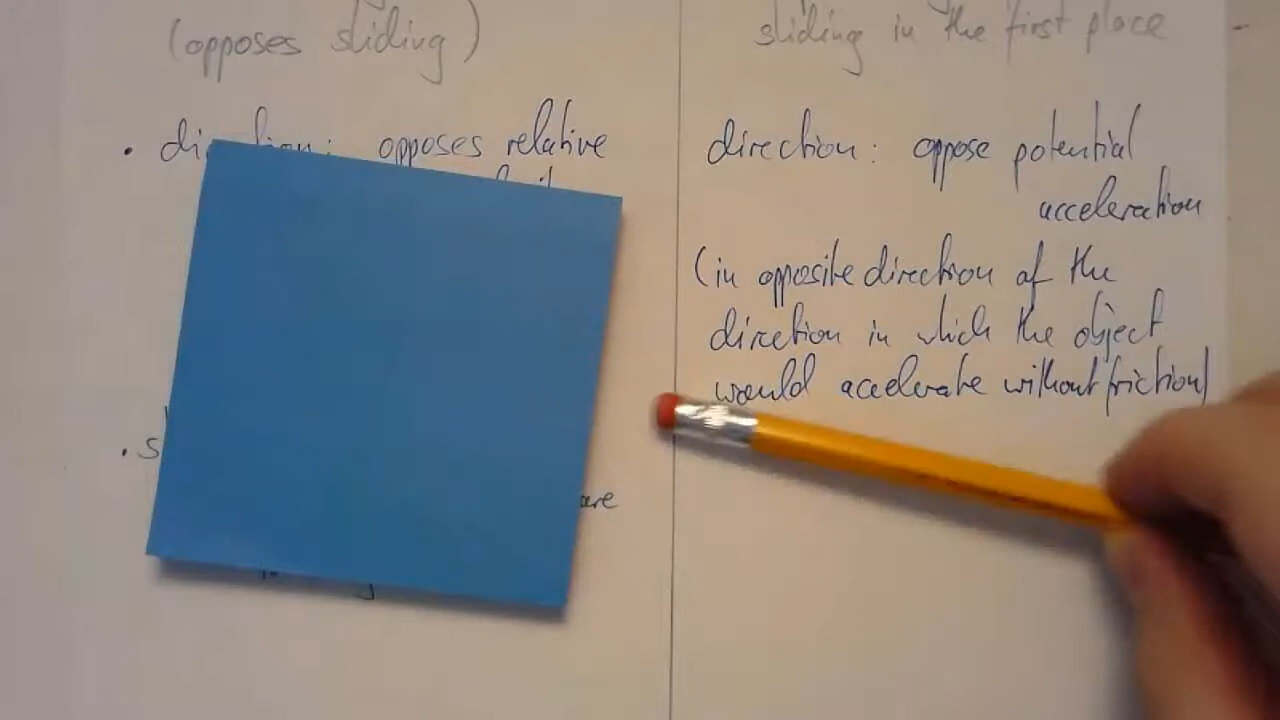 (opposes sliding)
• direction: opposes relative
• s
are
sliding in the first place
direction: oppose potential
acceleration
(in opposite direction of the
direction in which the object
would accelerate without friction)